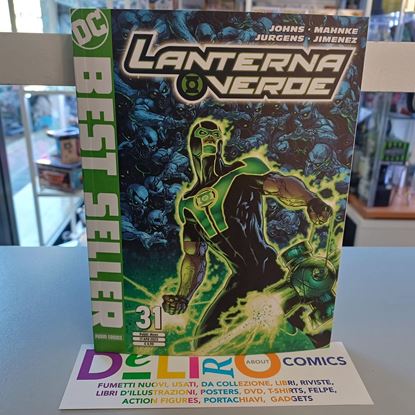 DC
BEST SELLER
JOHNS · MAHNKE
JURGENS · JIMENEZ
LANTERNA
VERDE
31
PANINI COMICS
DELIRO
ABOUT
COMICS
FUMETTI NUOVI, USATI, DA COLLEZIONE, LIBRI, RIVISTE,
LIBRI D'ILLUSTRAZIONI, POSTERS, DVD, T-SHIRTS, FELPE,
ACTION FIGURES, PORTACHIAVI, GADGETS